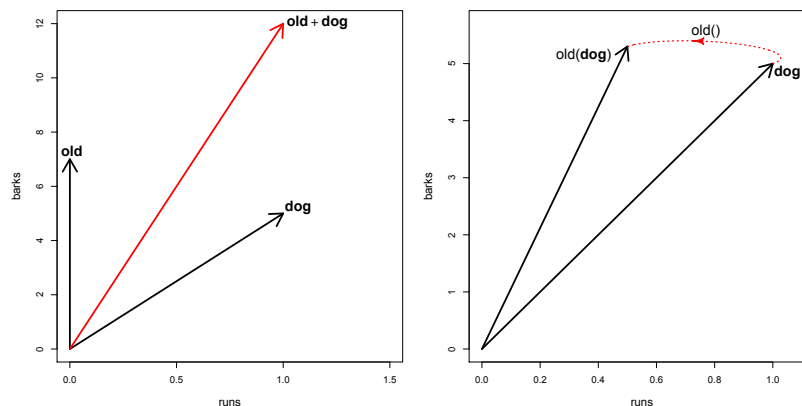 12
10
8
6
4
2
0
barks
old + dog
old
dog
0.0 0.5 1.0 1.5
runs
5
4
3
2
1
0
barks
old()
old(dog)
dog
0.0 0.2 0.4 0.6 0.8 1.0
runs